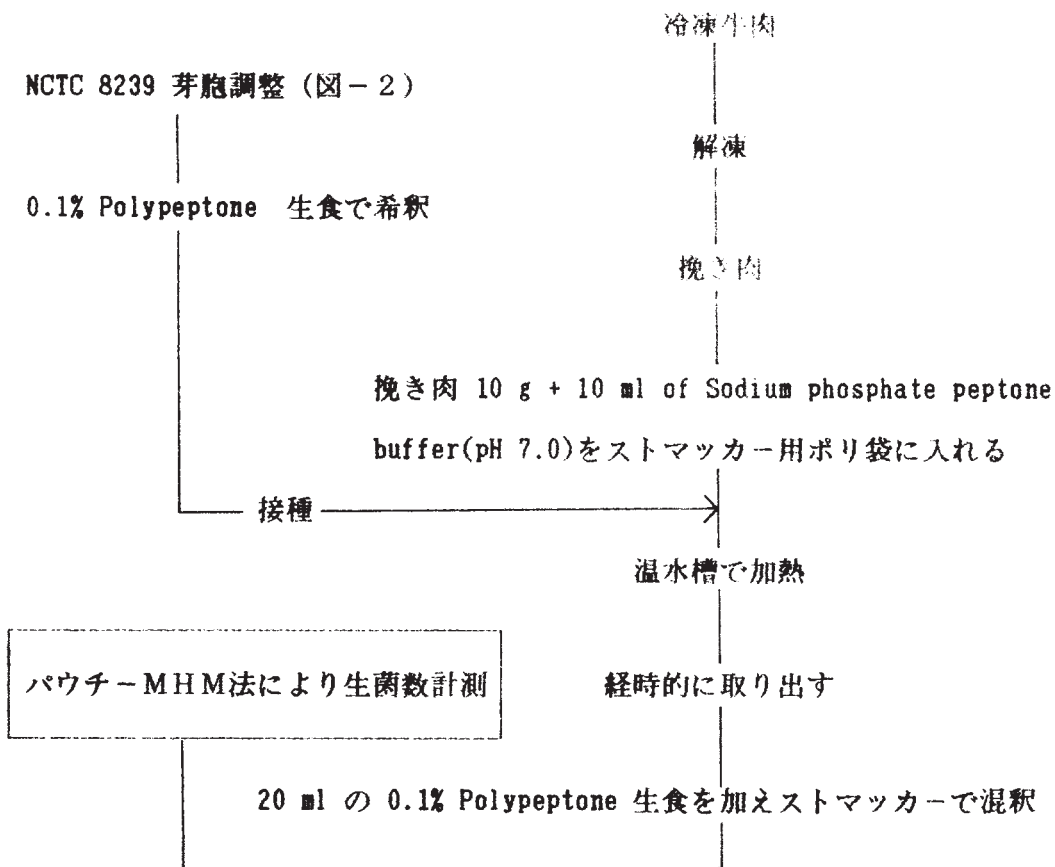 冷凍牛肉
NCTC 8239 芽胞調整（図－２）
解凍
0.1% Polypeptone 生食で希釈
挽き肉
挽き肉 10 g + 10 ml of Sodium phosphate peptone
buffer(pH 7.0)をストマッカー用ポリ袋に入れる
接種
温水槽で加熱
パウチ－ＭＨＭ法により生菌数計測
経時的に取り出す
20 ml の 0.1% Polypeptone 生食を加えストマッカーで混釈